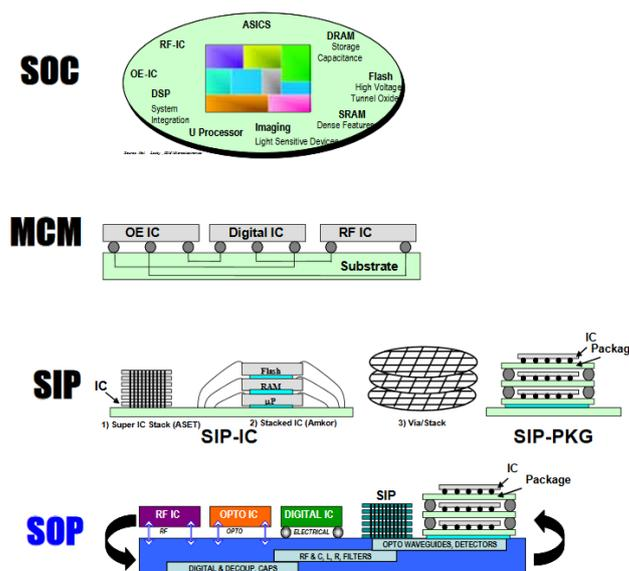 SOC
ASICS
RF-IC
DRAM
Storage
Capacitance
OE-IC
Flash
High Voltage
Tunnel Oxide
DSP
System
Integration
SRAM
Dense Features
U Processor
Imaging
Light Sensitive Devices
MCM
OE IC
Digital IC
RF IC
Substrate
SIP
IC
Flash
RAM
µP
IC
Package
1) Super IC Stack (ASET)
2) Stacked IC (Amkor)
3) Via/Stack
SIP-IC
SIP-PKG
SOP
RF IC
OPTO IC
DIGITAL IC
SIP
IC
Package
RF
OPTO
ELECTRICAL
OPTO WAVEGUIDES, DETECTORS
RF & C, L, R, FILTERS
DIGITAL & DECOUP. CAPS